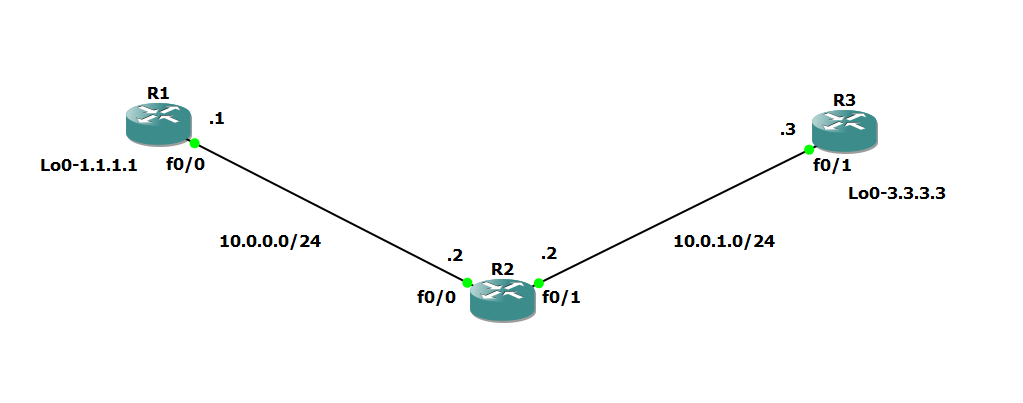 R1
R3
.1
.3
Lo0-1.1.1.1
f0/0
f0/1
Lo0-3.3.3.3
10.0.0.0/24
10.0.1.0/24
.2
.2
R2
f0/0
f0/1